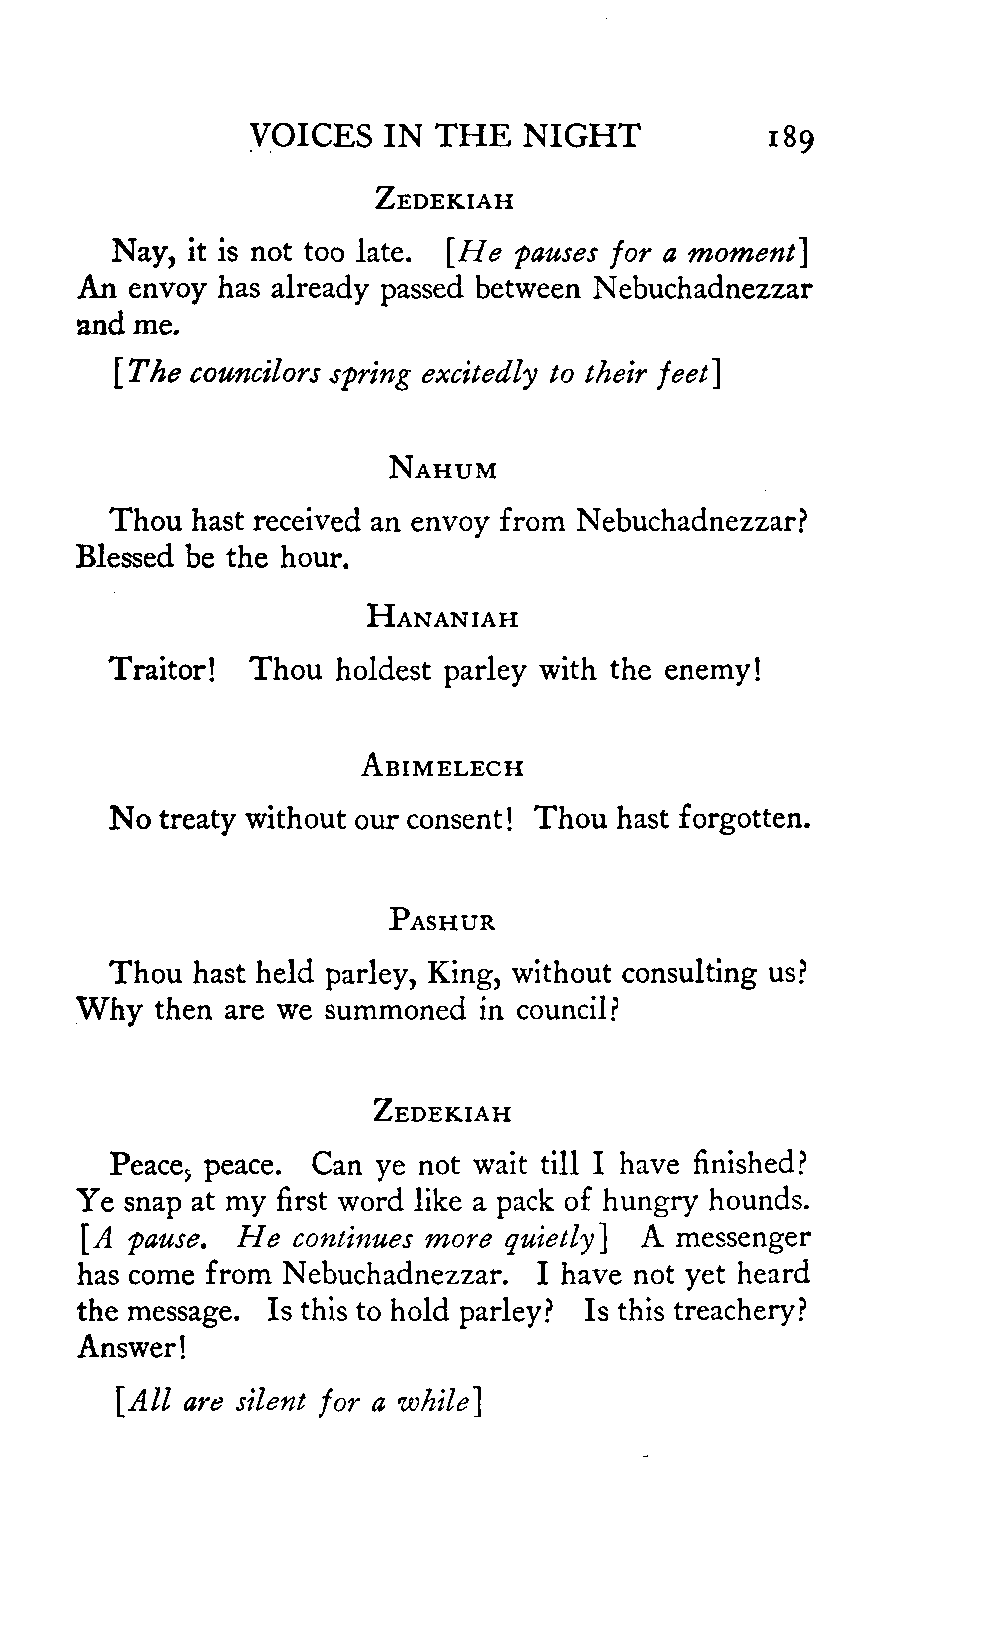 VOICES IN THE NIGHT 189
ZEDEKIAH
Nay, it is not too late. [He pauses for a moment]
An envoy has already passed between Nebuchadnezzar
and me.
[The councilors spring excitedly to their feet]
NAHUM
Thou hast received an envoy from Nebuchadnezzar?
Blessed be the hour.
HANANIAH
Traitor! Thou holdest parley with the enemy!
ABIMELECH
No treaty without our consent! Thou hast forgotten.
PASHUR
Thou hast held parley, King, without consulting us?
Why then are we summoned in council?
ZEDEKIAH
Peace, peace. Can ye not wait till I have finished?
Ye snap at my first word like a pack of hungry hounds.
[A pause. He continues more quietly] A messenger
has come from Nebuchadnezzar. I have not yet heard
the message. Is this to hold parley? Is this treachery?
Answer!
[All are silent for a while]